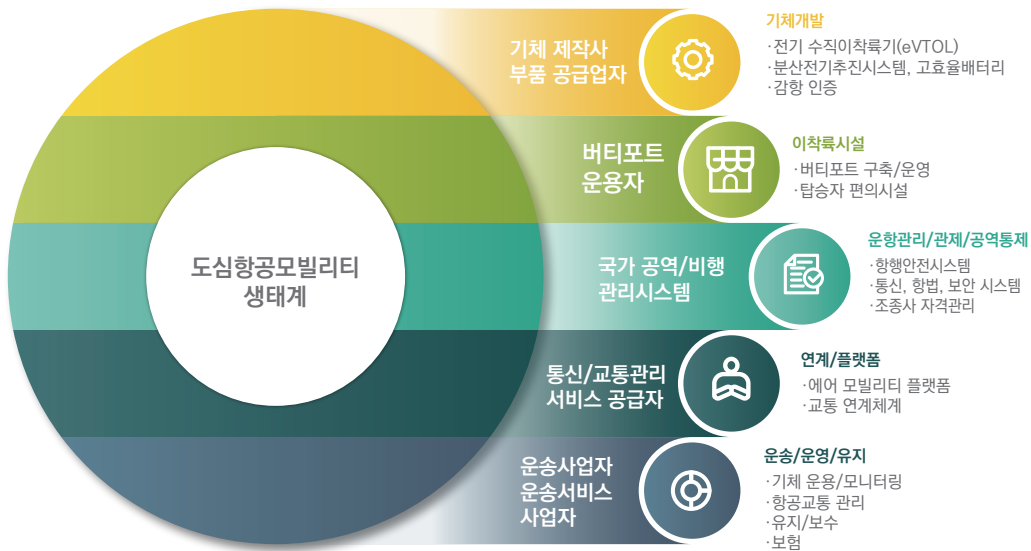 도심항공모빌리티
생태계
기체 제작사
부품 공급업자
기체개발
·전기 수직이착륙기(eVTOL)
·분산전기추진시스템, 고효율배터리
·감항 인증
버티포트
운용자
이착륙시설
·버티포트 구축/운영
·탑승자 편의시설
국가 공역/비행
관리시스템
운항관리/관제/공역통제
·항행안전시스템
·통신, 항법, 보안 시스템
·조종사 자격관리
통신/교통관리
서비스 공급자
연계/플랫폼
·에어 모빌리티 플랫폼
·교통 연계체계
운송사업자
운송서비스
사업자
운송/운영/유지
·기체 운용/모니터링
·항공교통 관리
·유지/보수
·보험